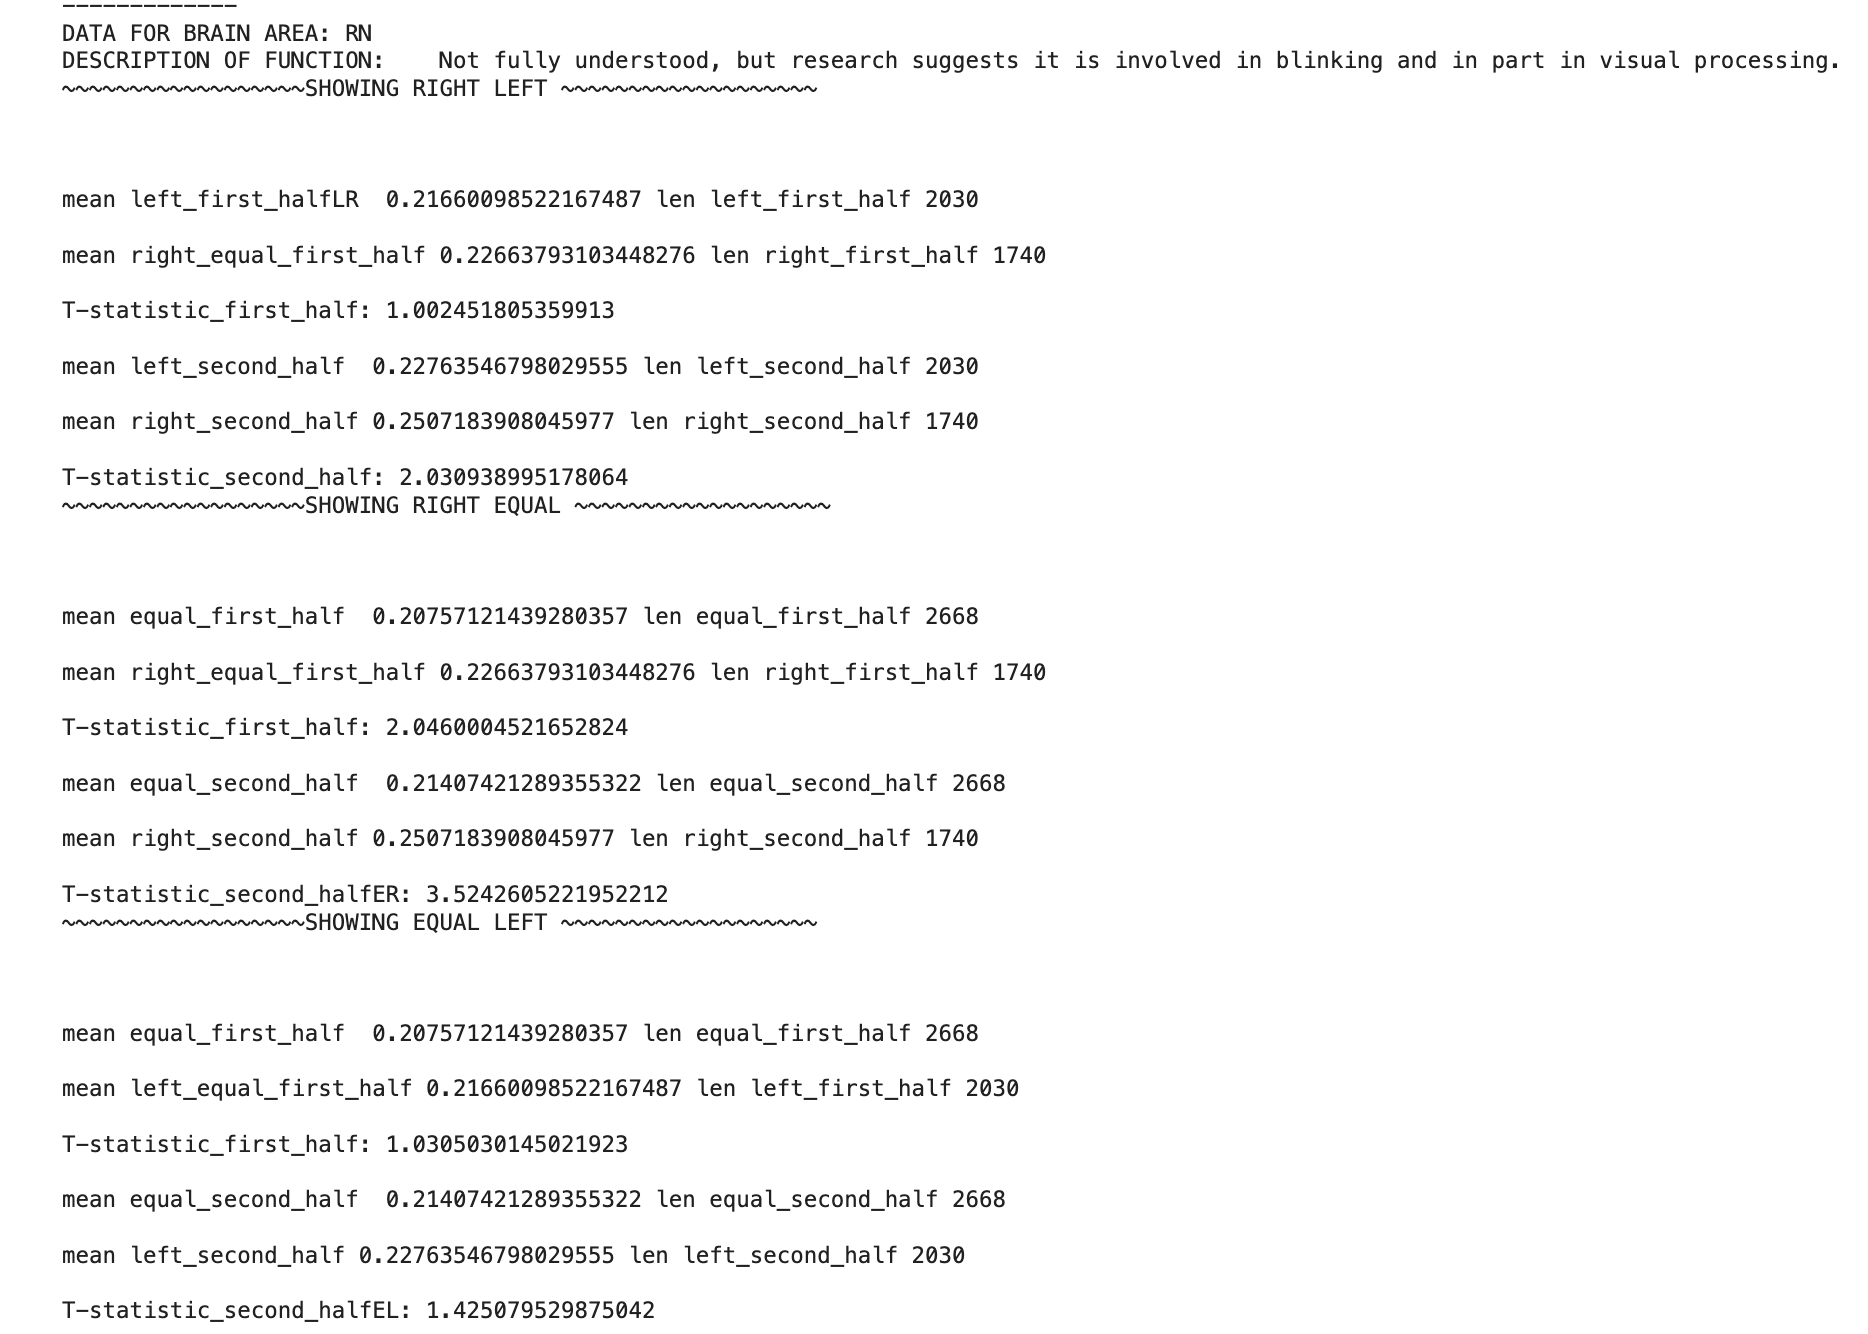 -------------
DATA FOR BRAIN AREA: RN
DESCRIPTION OF FUNCTION:    Not fully understood, but research suggests it is involved in blinking and in part in visual processing.
~~~~~~~~~~~~~~~~~~SHOWING RIGHT LEFT ~~~~~~~~~~~~~~~~~~~
mean left_first_halfLR  0.21660098522167487 len left_first_half 2030
mean right_equal_first_half 0.22663793103448276 len right_first_half 1740
T-statistic_first_half: 1.002451805359913
mean left_second_half  0.22763546798029555 len left_second_half 2030
mean right_second_half 0.2507183908045977 len right_second_half 1740
T-statistic_second_half: 2.030938995178064
~~~~~~~~~~~~~~~~~~SHOWING RIGHT EQUAL ~~~~~~~~~~~~~~~~~~~
mean equal_first_half  0.20757121439280357 len equal_first_half 2668
mean right_equal_first_half 0.22663793103448276 len right_first_half 1740
T-statistic_first_half: 2.0460004521652824
mean equal_second_half  0.21407421289355322 len equal_second_half 2668
mean right_second_half 0.2507183908045977 len right_second_half 1740
T-statistic_second_halfER: 3.5242605221952212
~~~~~~~~~~~~~~~~~~SHOWING EQUAL LEFT ~~~~~~~~~~~~~~~~~~~
mean equal_first_half  0.20757121439280357 len equal_first_half 2668
mean left_equal_first_half 0.21660098522167487 len left_first_half 2030
T-statistic_first_half: 1.0305030145021923
mean equal_second_half  0.21407421289355322 len equal_second_half 2668
mean left_second_half 0.22763546798029555 len left_second_half 2030
T-statistic_second_halfEL: 1.425079529875042